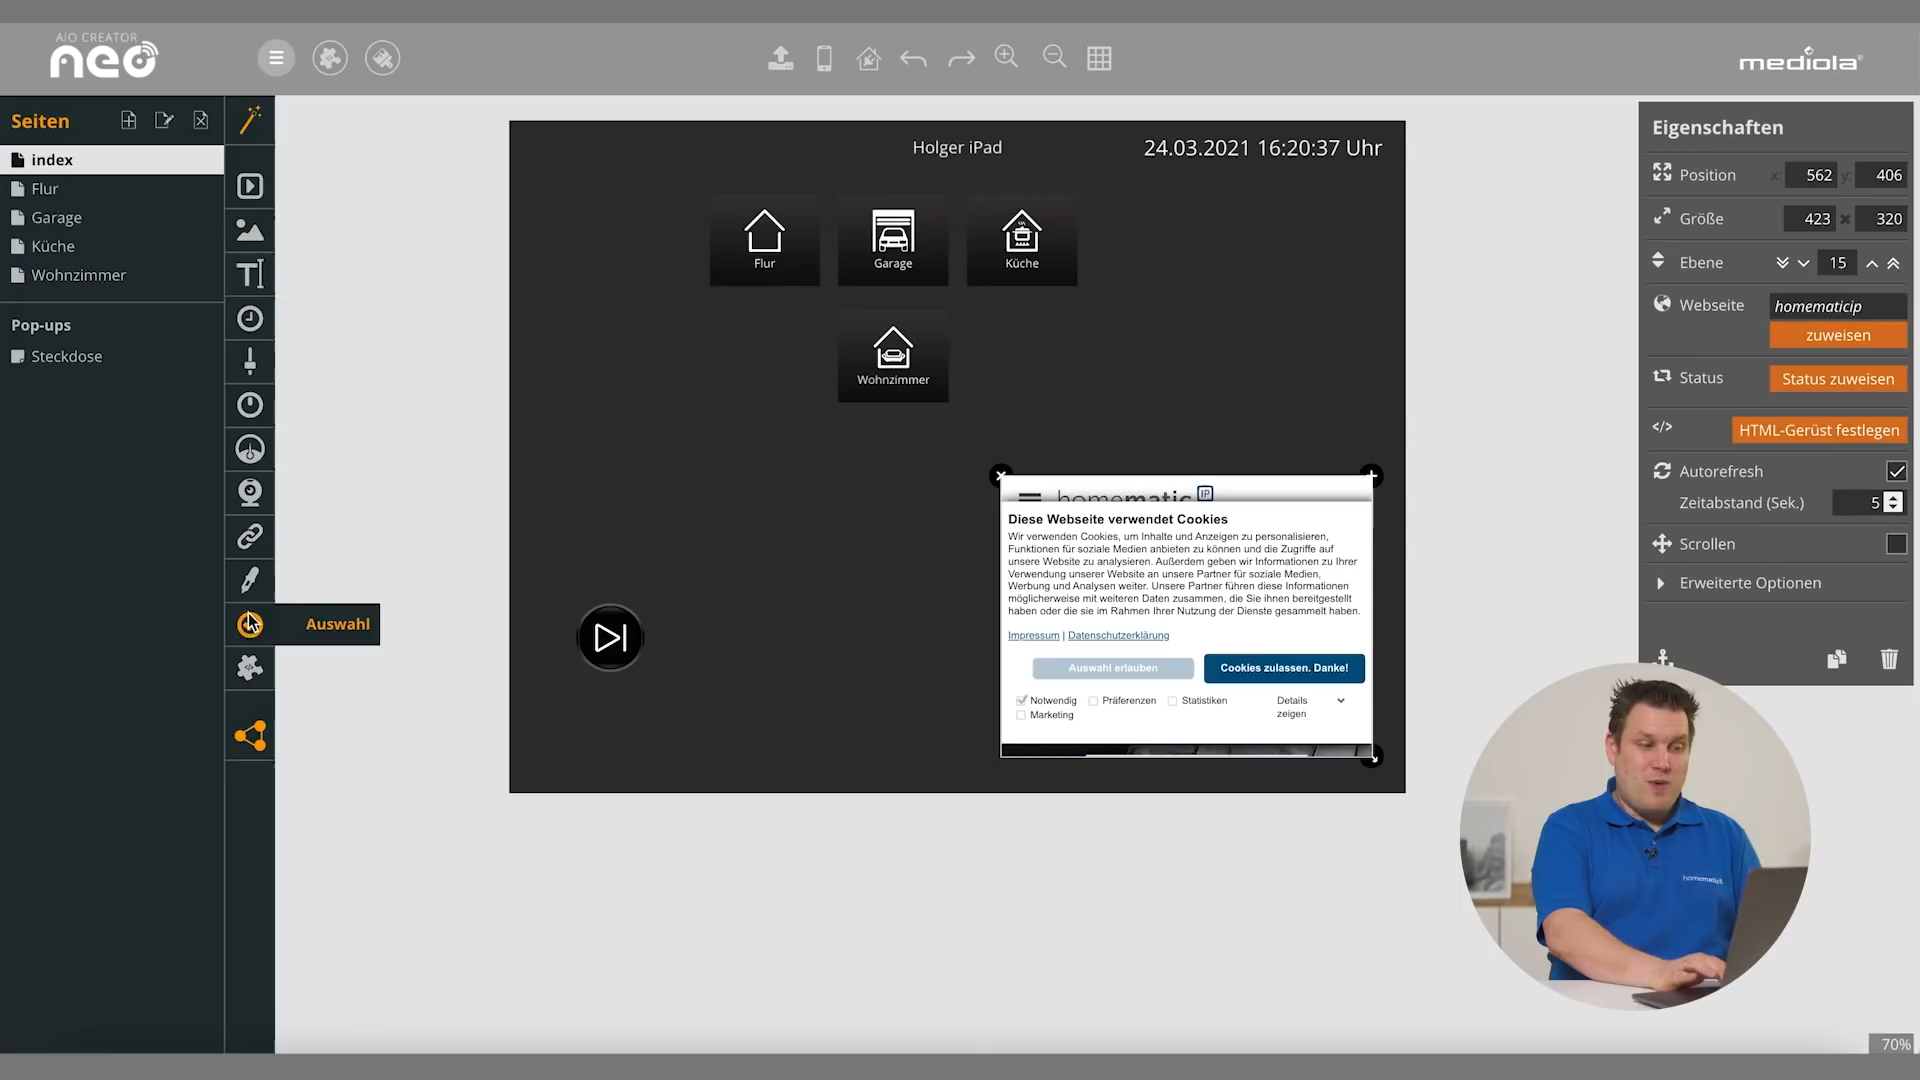 AIO CREATOR
neo
mediola
Seiten
index
Flur
Garage
Küche
Wohnzimmer
Pop-ups
Steckdose
Auswahl
Holger iPad
24.03.2021 16:20:37 Uhr
Flur
Garage
Küche
Wohnzimmer
homematic IP
Diese Webseite verwendet Cookies
Wir verwenden Cookies, um Inhalte und Anzeigen zu personalisieren,
Funktionen für soziale Medien anbieten zu können und die Zugriffe auf
unsere Website zu analysieren. Außerdem geben wir Informationen zu Ihrer
Verwendung unserer Website an unsere Partner für soziale Medien,
Werbung und Analysen weiter. Unsere Partner führen diese Informationen
möglicherweise mit weiteren Daten zusammen, die Sie ihnen bereitgestellt
haben oder die sie im Rahmen Ihrer Nutzung der Dienste gesammelt haben.
Impressum | Datenschutzerklärung
Auswahl erlauben
Cookies zulassen. Danke!
Notwendig Präferenzen Statistiken
Marketing
Details
zeigen
Eigenschaften
Position x: 562 y: 406
Größe 423 x 320
Ebene 15
Webseite homematicip
zuweisen
Status Status zuweisen
</> HTML-Gerüst festlegen
Autorefresh
Zeitabstand (Sek.) 5
Scrollen
Erweiterte Optionen
homematic IP
70%